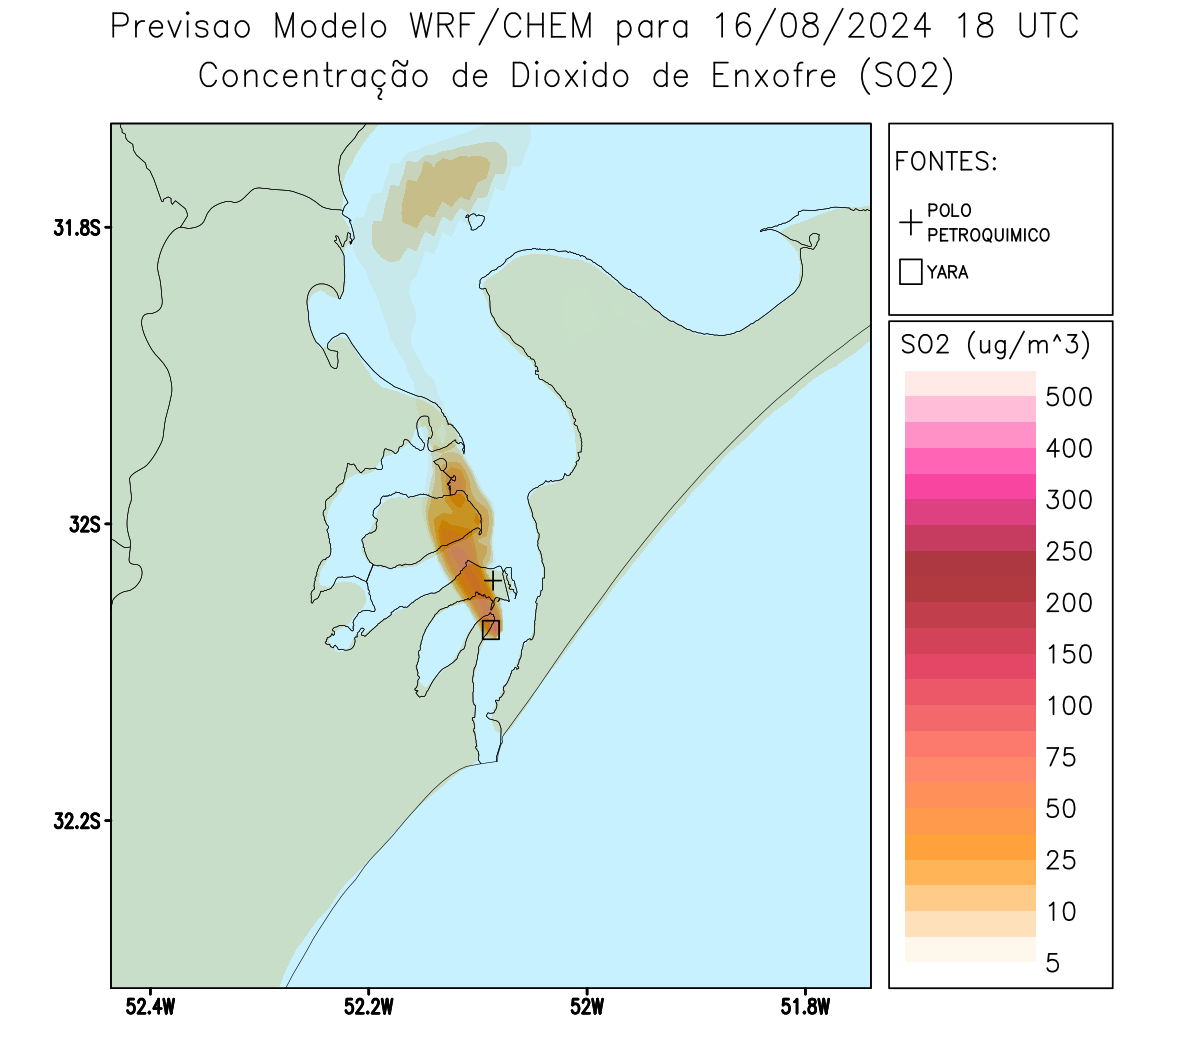 Previsao Modelo WRF/CHEM para 16/08/2024 18 UTC
Concentração de Dioxido de Enxofre (SO2)
FONTES:
POLO
PETROQUIMICO
YARA
31.8S
32S
32.2S
52.4W
52.2W
52W
51.8W
SO2 (ug/m^3)
500
400
300
250
200
150
100
75
50
25
10
5